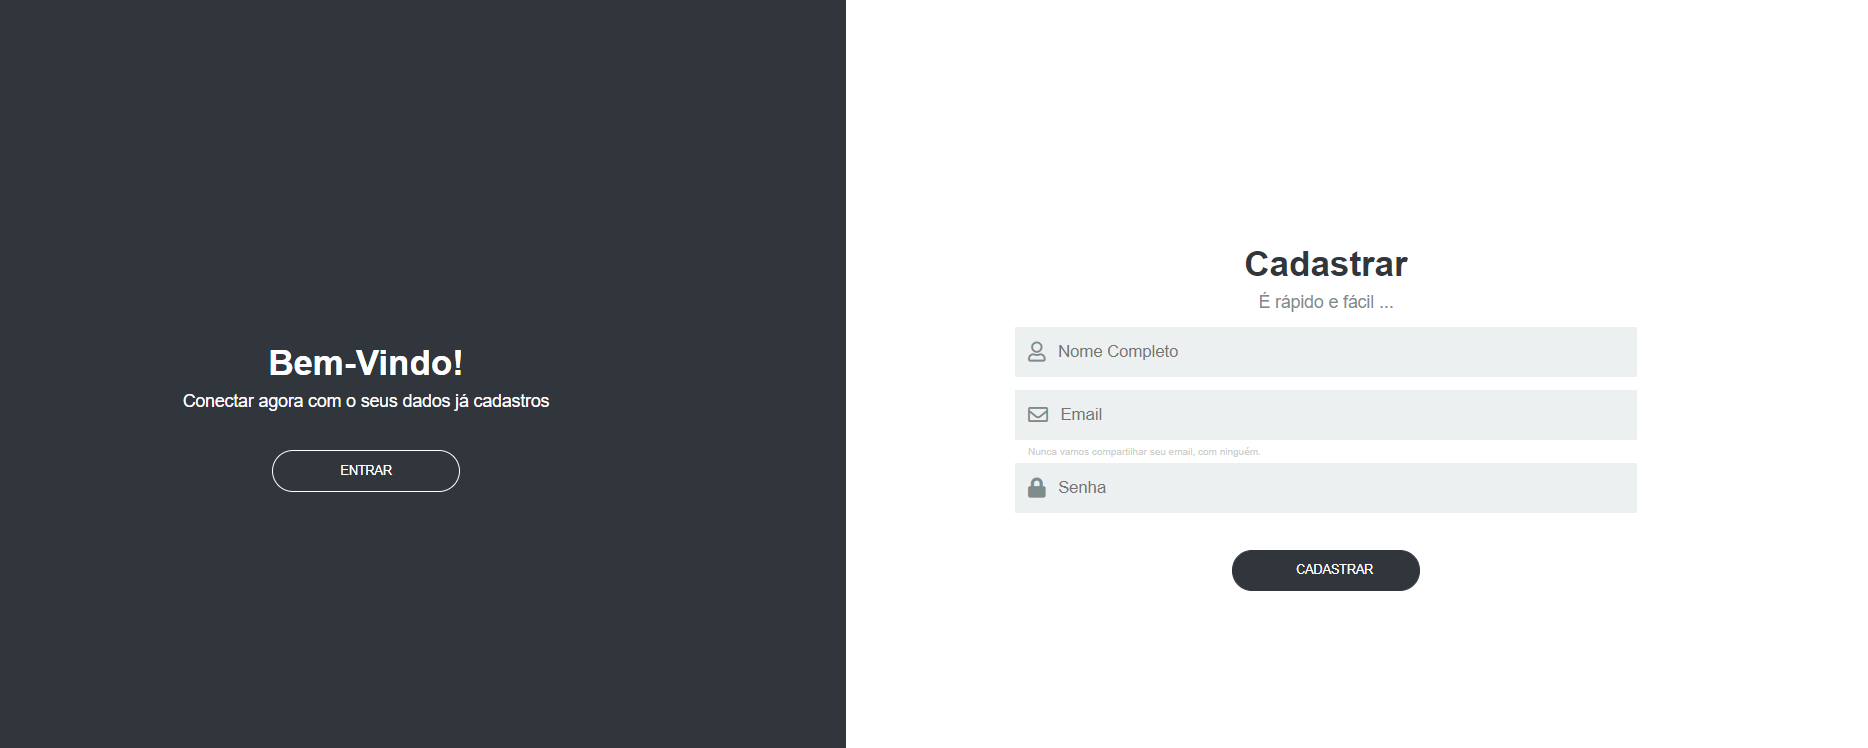 Bem-Vindo!
Conectar agora com o seus dados já cadastros
ENTRAR
Cadastrar
É rápido e fácil ...
Nome Completo
Email
Nunca vamos compartilhar seu email, com ninguém.
Senha
CADASTRAR